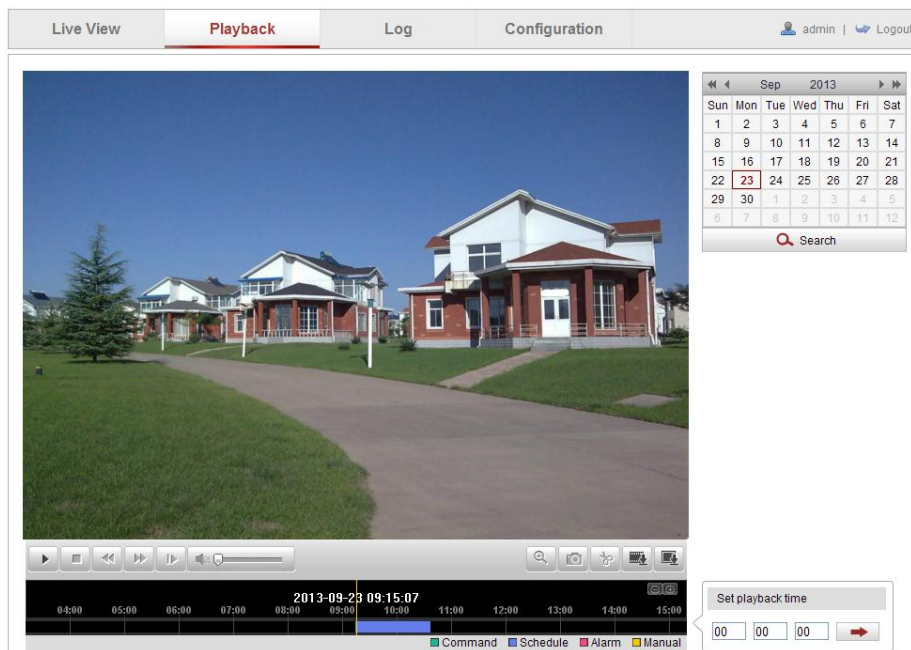 Live View Playback Log Configuration admin | Logout
Sep 2013
Sun Mon Tue Wed Thu Fri Sat
1 2 3 4 5 6 7
8 9 10 11 12 13 14
15 16 17 18 19 20 21
22 23 24 25 26 27 28
29 30 1 2 3 4 5
6 7 8 9 10 11 12
Search
2013-09-23 09:15:07
04:00 05:00 06:00 07:00 08:00 09:00 10:00 11:00 12:00 13:00 14:00 15:00
Command Schedule Alarm Manual
Set playback time
00 00 00